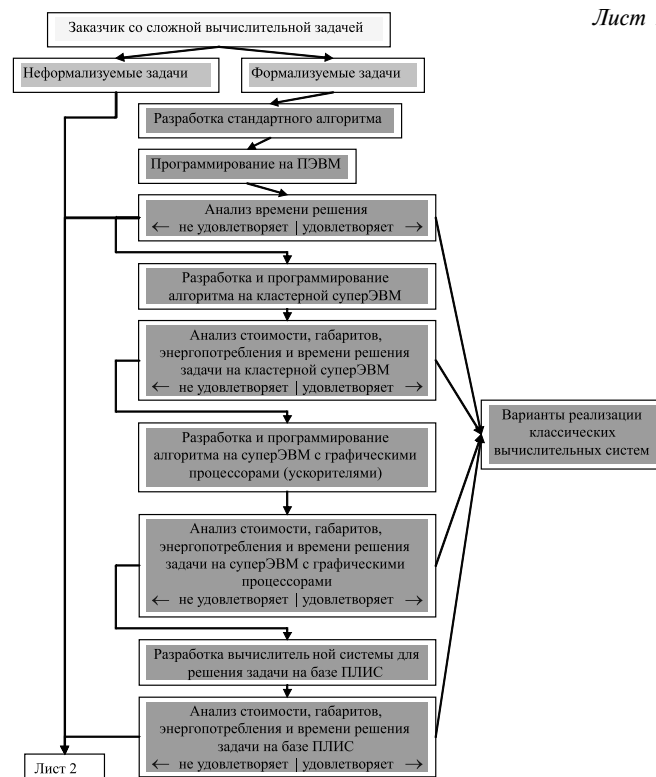 Лист
Заказчик со сложной вычислительной задачей
Неформализуемые задачи
Формализуемые задачи
Разработка стандартного алгоритма
Программирование на ПЭВМ
Анализ времени решения
← не удовлетворяет | удовлетворяет →
Разработка и программирование
алгоритма на кластерной суперЭВМ
Анализ стоимости, габаритов,
энергопотребления и времени решения
задачи на кластерной суперЭВМ
← не удовлетворяет | удовлетворяет →
Варианты реализации
классических
вычислительных систем
Разработка и программирование
алгоритма на суперЭВМ с графическими
процессорами (ускорителями)
Анализ стоимости, габаритов,
энергопотребления и времени решения
задачи на суперЭВМ с графическими
процессорами
← не удовлетворяет | удовлетворяет →
Разработка вычислитель ной системы для
решения задачи на базе ПЛИС
Анализ стоимости, габаритов,
энергопотребления и времени решения
задачи на базе ПЛИС
← не удовлетворяет | удовлетворяет →
Лист 2